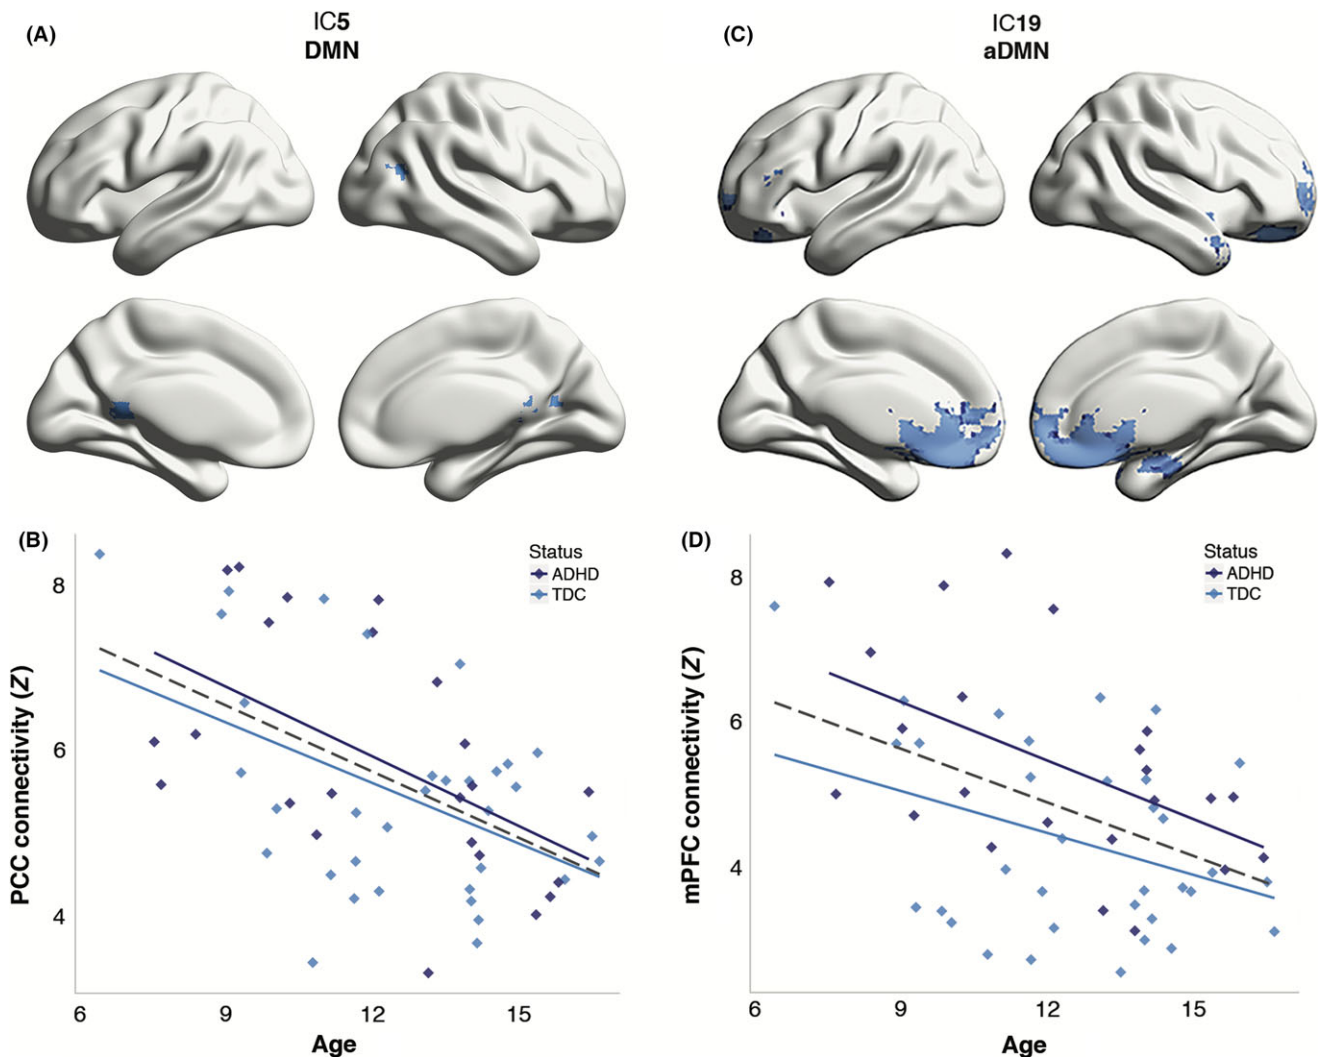 (A)
IC5
DMN
(C)
IC19
aDMN
(B)
Status
ADHD
TDC
8
6
4
PCC connectivity (Z)
6
9
12
15
Age
(D)
Status
ADHD
TDC
8
6
4
mPFC connectivity (Z)
6
9
12
15
Age